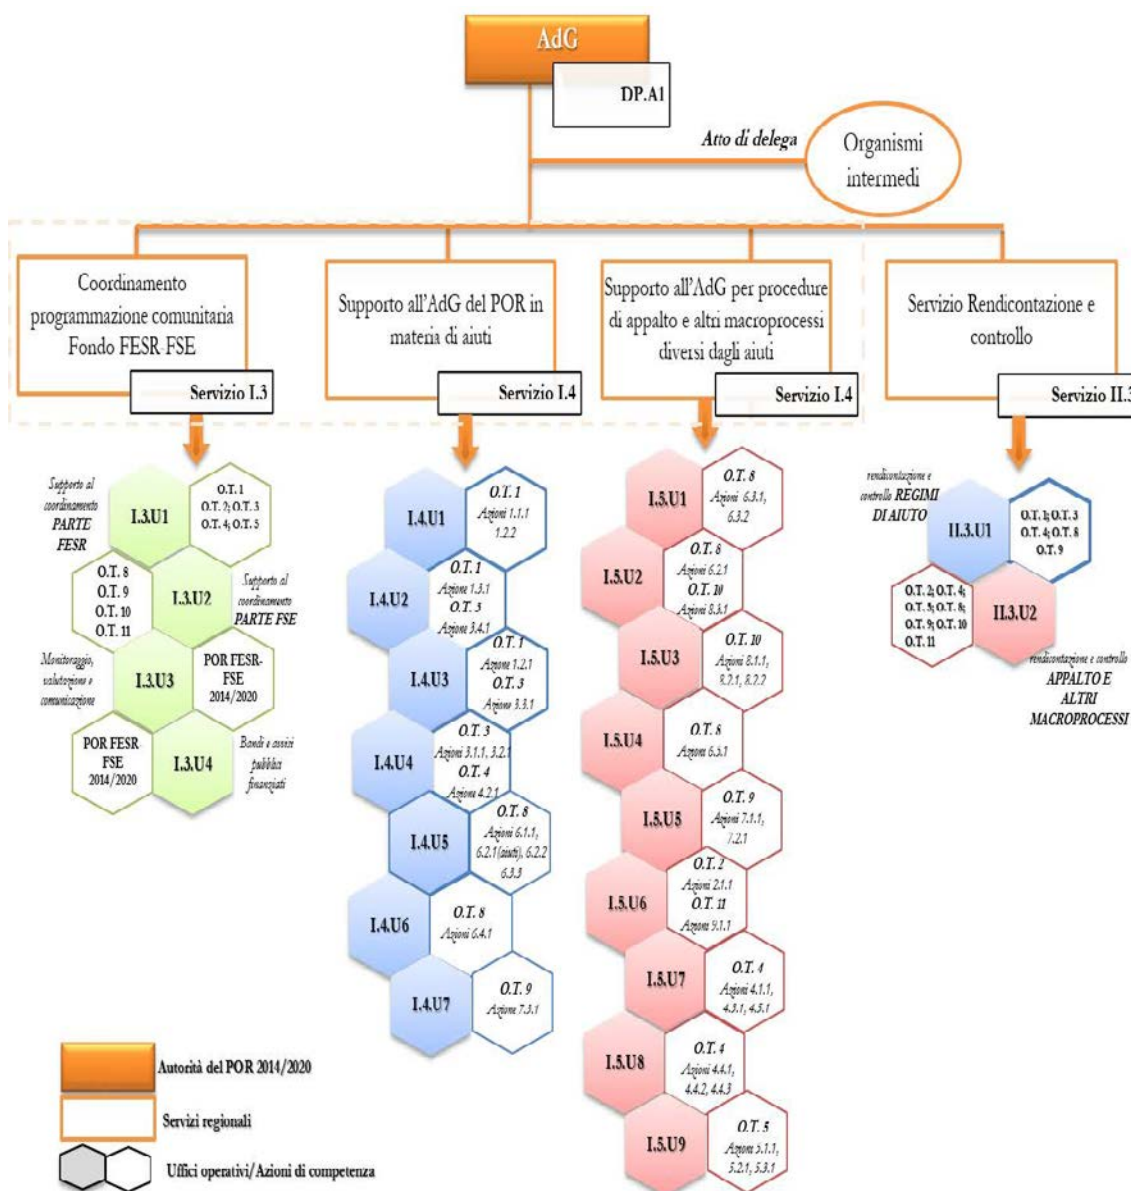 AdG
DP.A1
Atto di delega
Organismi
intermedi
Coordinamento
programmazione comunitaria
Fondo FESR-FSE
Servizio I.3
Supporto all'AdG del POR in
materia di aiuti
Servizio I.4
Supporto all'AdG per procedure
di appalto e altri macroprocessi
diversi dagli aiuti
Servizio I.4
Servizio Rendicontazione e
controllo
Servizio II.3
Supporto al
coordinamento
PARTE
FESR
I.3.U1
O.T. 1
O.T. 2; O.T. 3
O.T. 4; O.T. 5
O.T. 8
O.T. 9
O.T. 10
O.T. 11
I.3.U2
Supporto al
coordinamento
PARTE FSE
Monitoraggio,
valutazione e
comunicazione
I.3.U3
POR FESR-
FSE
2014/2020
POR FESR-
FSE
2014/2020
I.3.U4
Bandi e avvisi
pubblici
finanziati
I.4.U1
O.T. 1
Azioni 1.1.1
1.2.2
I.4.U2
O.T. 1
Azione 1.3.1
O.T. 3
Azione 3.4.1
I.4.U3
O.T. 1
Azione 1.2.1
O.T. 3
Azione 3.3.1
I.4.U4
O.T. 3
Azioni 3.1.1, 3.2.1
O.T. 4
Azione 4.2.1
I.4.U5
O.T. 8
Azioni 6.1.1,
6.2.1(aiuti), 6.2.2
6.3.3
I.4.U6
O.T. 8
Azioni 6.4.1
I.4.U7
O.T. 9
Azione 7.3.1
I.5.U1
O.T. 8
Azioni 6.3.1,
6.3.2
I.5.U2
O.T. 8
Azioni 6.2.1
O.T. 10
Azioni 8.3.1
I.5.U3
O.T. 10
Azioni 8.1.1,
8.2.1, 8.2.2
I.5.U4
O.T. 8
Azioni 6.5.1
I.5.U5
O.T. 9
Azioni 7.1.1,
7.2.1
I.5.U6
O.T. 2
Azioni 2.1.1
O.T. 11
Azioni 9.1.1
I.5.U7
O.T. 4
Azioni 4.1.1,
4.3.1, 4.5.1
I.5.U8
O.T. 4
Azioni 4.4.1,
4.4.2, 4.4.3
I.5.U9
O.T. 5
Azioni 5.1.1,
5.2.1, 5.3.1
rendicontazione e
controllo REGIMI
DI AIUTO
II.3.U1
O.T. 1; O.T. 3
O.T. 4; O.T. 8
O.T. 9
O.T. 2; O.T. 4;
O.T. 5; O.T. 8;
O.T. 9; O.T. 10
O.T. 11
II.3.U2
rendicontazione e controllo
APPALTO E
ALTRI
MACROPROCESSI
Autorità del POR 2014/2020
Servizi regionali
Uffici operativi/Azioni di competenza